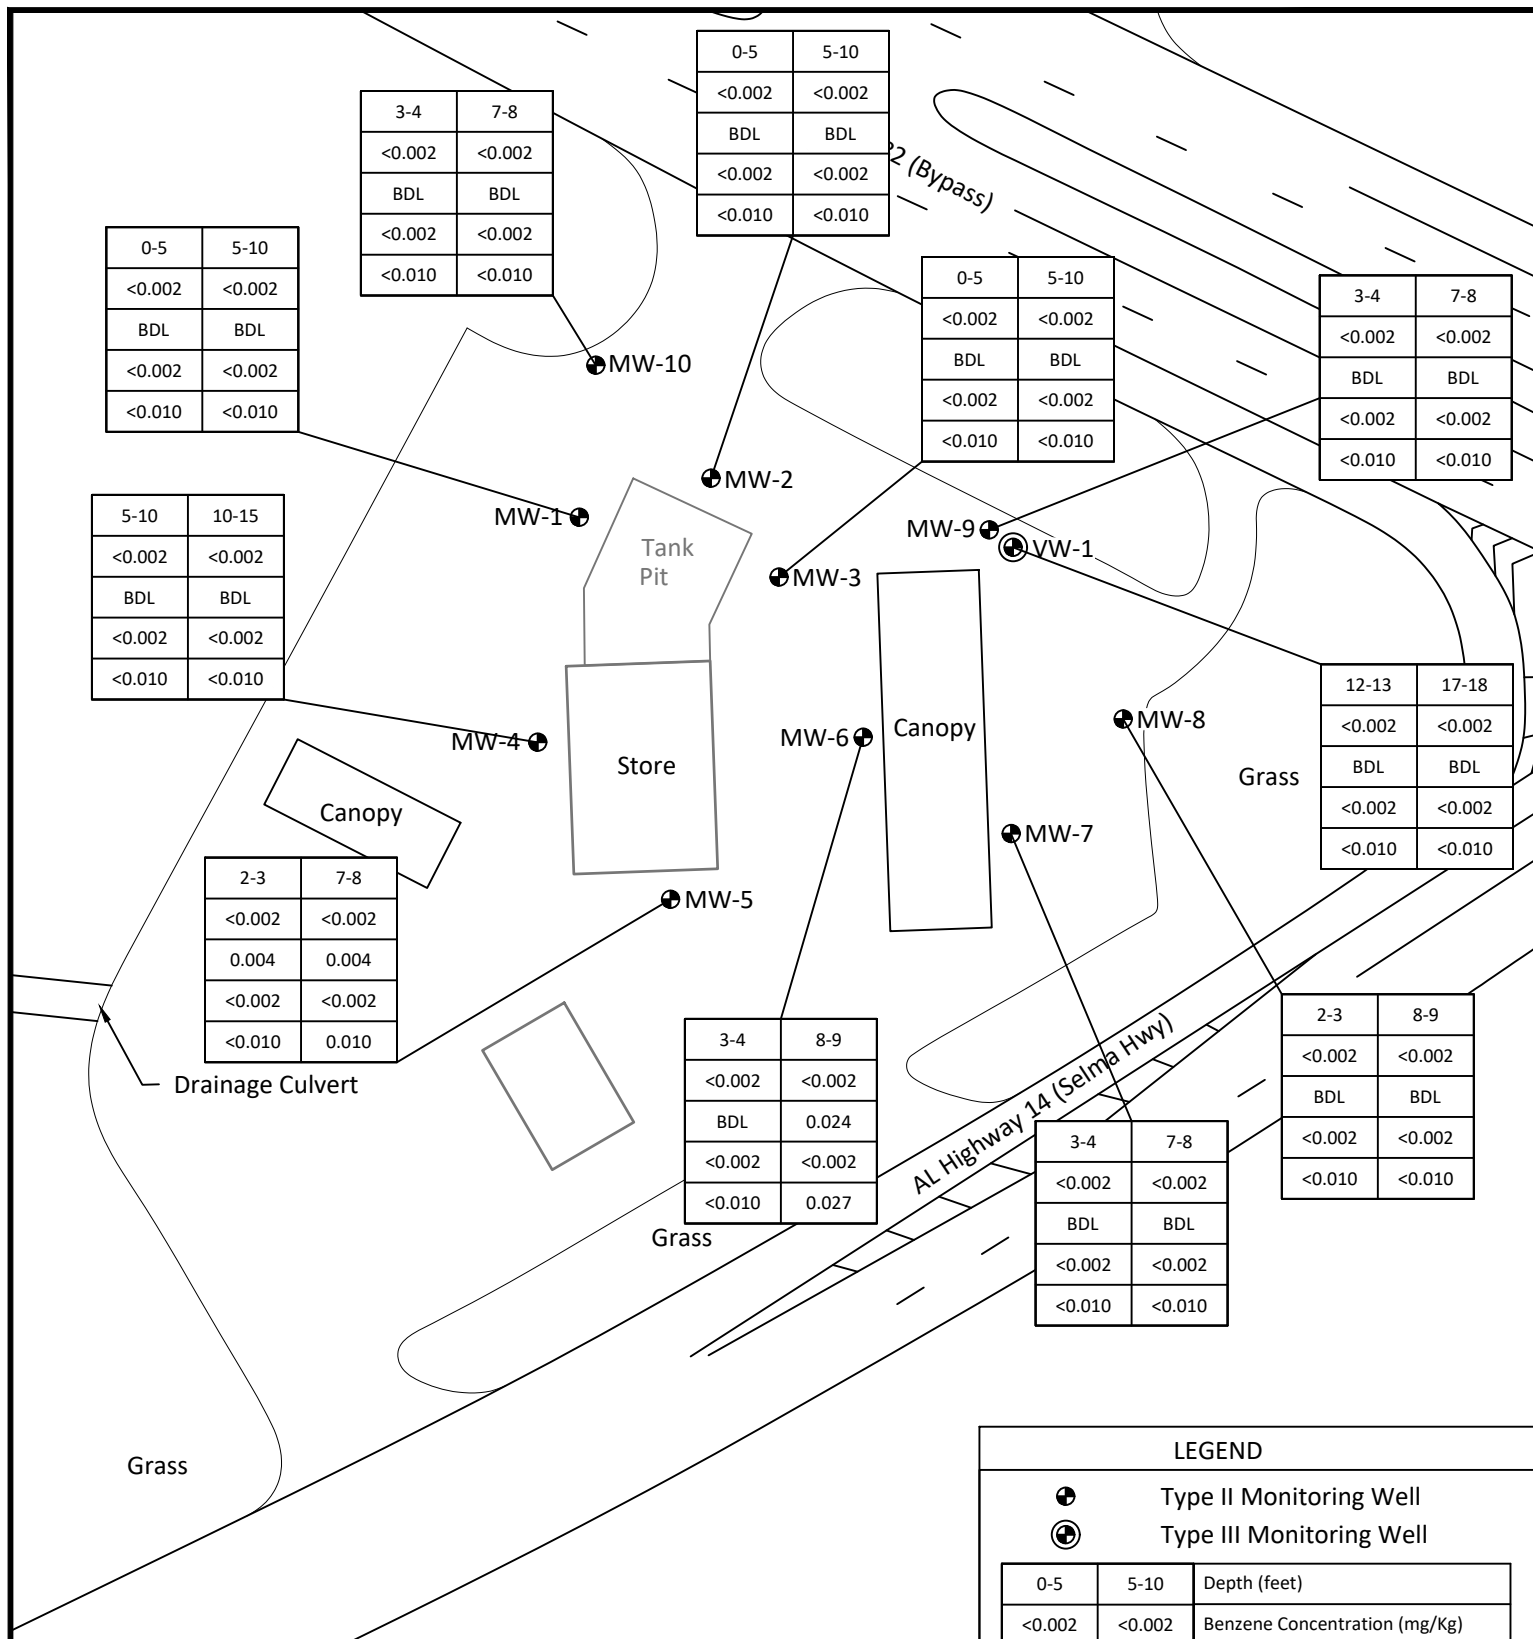 0-5 5-10
<0.002 <0.002
BDL BDL
<0.002 <0.002
<0.010 <0.010
3-4 7-8
<0.002 <0.002
BDL BDL
<0.002 <0.002
<0.010 <0.010
(Bypass)
0-5 5-10
<0.002 <0.002
BDL BDL
<0.002 <0.002
<0.010 <0.010
0-5 5-10
<0.002 <0.002
BDL BDL
<0.002 <0.002
<0.010 <0.010
3-4 7-8
<0.002 <0.002
BDL BDL
<0.002 <0.002
<0.010 <0.010
MW-10
MW-2
5-10 10-15
<0.002 <0.002
BDL BDL
<0.002 <0.002
<0.010 <0.010
MW-1
MW-9
VW-1
Tank
Pit
MW-3
12-13 17-18
<0.002 <0.002
BDL BDL
<0.002 <0.002
<0.010 <0.010
MW-8
Canopy
MW-6
MW-4
Store
Grass
Canopy
MW-7
2-3 7-8
<0.002 <0.002
0.004 0.004
<0.002 <0.002
<0.010 0.010
MW-5
Drainage Culvert
3-4 8-9
<0.002 <0.002
BDL 0.024
<0.002 <0.002
<0.010 0.027
2-3 8-9
<0.002 <0.002
BDL BDL
<0.002 <0.002
<0.010 <0.010
AL Highway 14 (Selma Hwy)
3-4 7-8
<0.002 <0.002
BDL BDL
<0.002 <0.002
<0.010 <0.010
Grass
Grass
LEGEND
Type II Monitoring Well
Type III Monitoring Well
0-5 5-10 Depth (feet)
<0.002 <0.002 Benzene Concentration (mg/Kg)